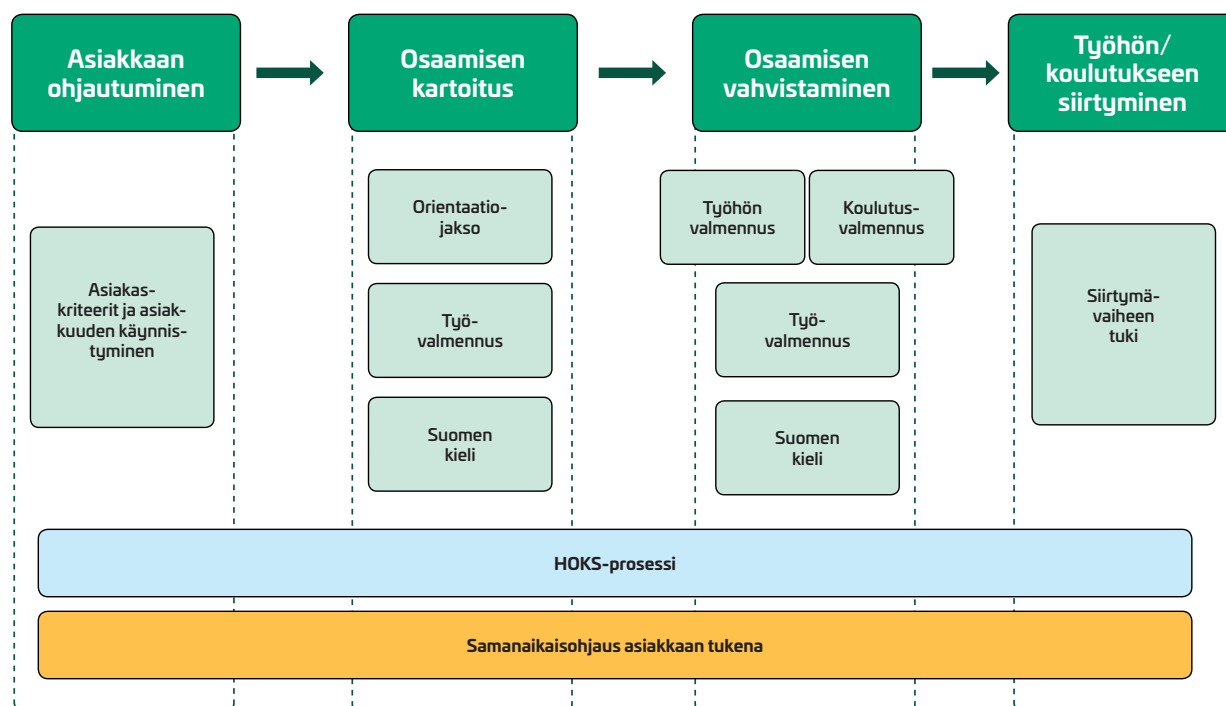 Asiakkaan
ohjautuminen
Osaamisen
kartoitus
Osaamisen
vahvistaminen
Työhön/
koulutukseen
siirtyminen
Asiakas-
kriteerit ja asiak-
kuuden käynnis-
tyminen
Orientaatio-
jakso
Työ-
valmennus
Suomen
kieli
Työhön
valmennus
Koulutus-
valmennus
Työ-
valmennus
Suomen
kieli
Siirtymä-
vaiheen
tuki
HOKS-prosessi
Samanaikaisohjaus asiakkaan tukena